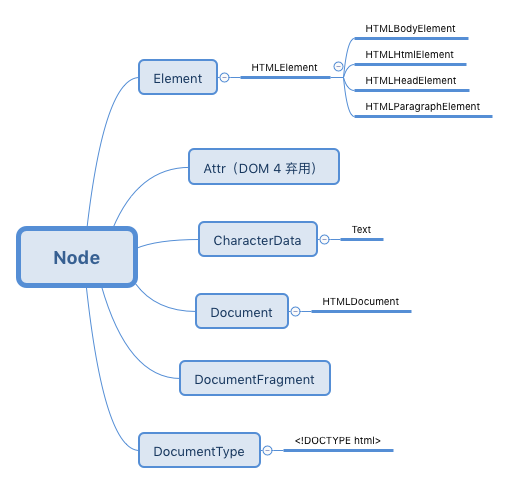 Node
Element
HTMLElement
HTMLBodyElement
HTMLHtmlElement
HTMLHeadElement
HTMLParagraphElement
Attr（DOM 4 弃用）
CharacterData
Text
Document
HTMLDocument
DocumentFragment
DocumentType
<!DOCTYPE html>